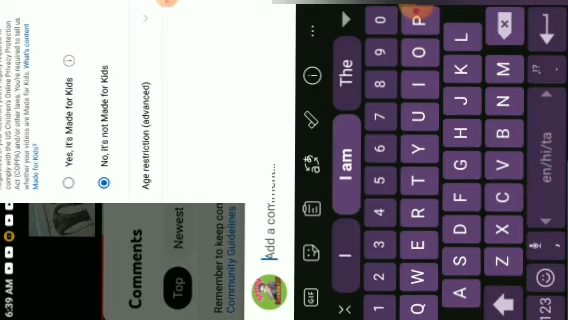 comply with the US Children's Online Privacy Protection
Act (COPPA) and/or other laws. You're required to tell us
whether your videos are Made for Kids. What's content
Made for Kids?
Yes, it's Made for Kids
No, it's not Made for Kids
Age restriction (advanced)
6:39 AM
Comments
Top Newest
Remember to keep com
Community Guidelines
Add a comment...
GIF
I I am The
1 2 3 4 5 6 7 8 9 0
Q W E R T Y U I O P
A S D F G H J K L
Z X C V B N M
123 , en/hi/ta .
!?